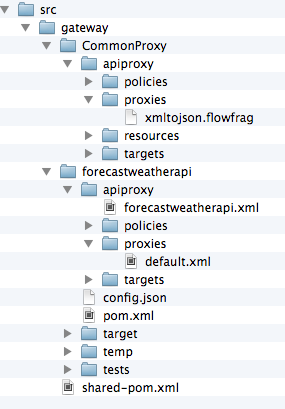 src
gateway
CommonProxy
apiproxy
policies
proxies
xmltojson.flowfrag
resources
targets
forecastweatherapi
apiproxy
forecastweatherapi.xml
policies
proxies
default.xml
targets
config.json
pom.xml
target
temp
tests
shared-pom.xml